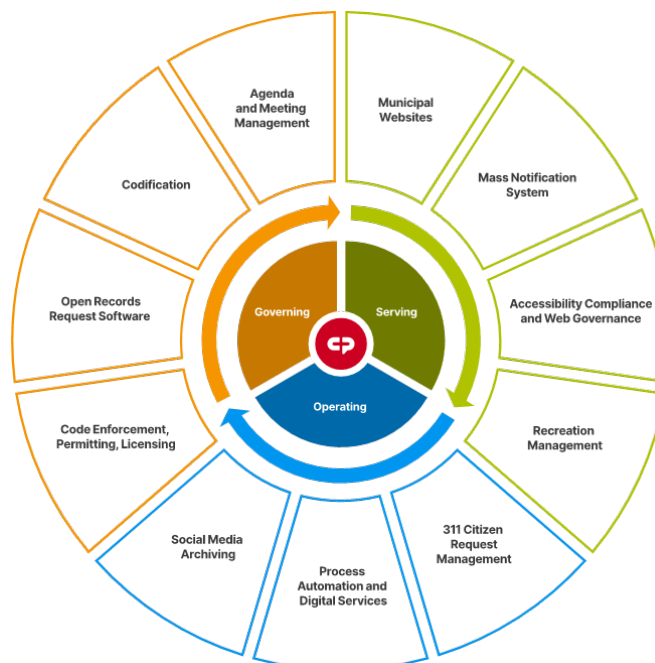 Agenda
and Meeting
Management
Municipal
Websites
Codification
Mass Notification
System
Open Records
Request Software
Governing
Serving
Accessibility Compliance
and Web Governance
CP
Operating
Code Enforcement,
Permitting, Licensing
Recreation
Management
Social Media
Archiving
311 Citizen
Request
Management
Process
Automation and
Digital Services